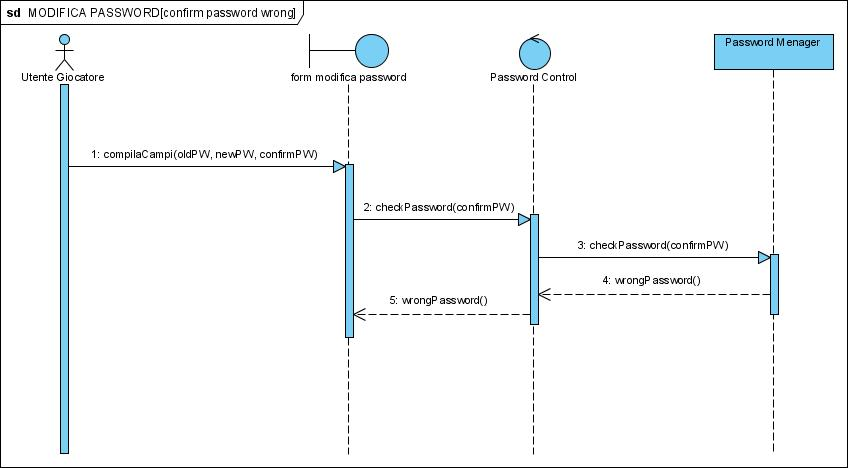 sd MODIFICA PASSWORD[confirm password wrong]
Utente Giocatore
form modifica password
Password Control
Password Menager
1: compilaCampi(oldPW, newPW, confirmPW)
2: checkPassword(confirmPW)
3: checkPassword(confirmPW)
4: wrongPassword()
5: wrongPassword()